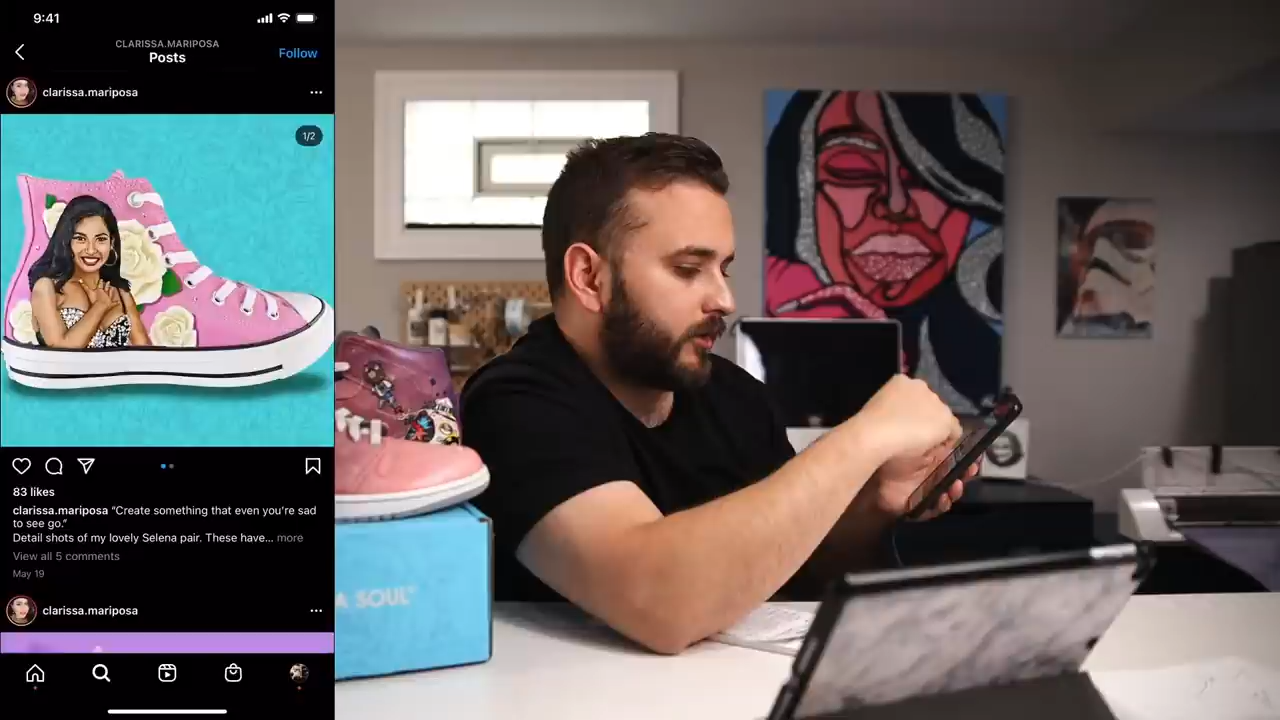 9:41
CLARISSA.MARIPOSA
Posts
Follow
clarissa.mariposa
1/2
83 likes
clarissa.mariposa "Create something that even you're sad
to see go."
Detail shots of my lovely Selena pair. These have... more
View all 5 comments
May 19
clarissa.mariposa
A SOUL